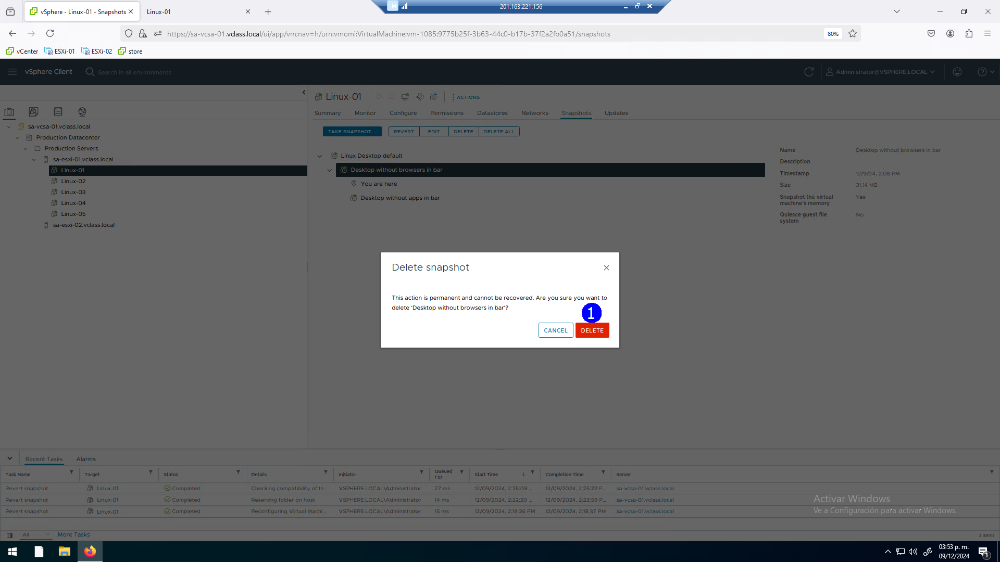 vSphere - Linux-01 - Snapshots
Linux-01
201.163.221.156
https://sa-vcsa-01.vclass.local/ui/app/vm;nav=h/urn:vmomi:VirtualMachine:vm-1085:9775b25f-3b63-44c0-b17b-37f2a2fb0a51/snapshots
80%
vCenter
ESXi-01
ESXi-02
store
vSphere Client
Search in all environments
Administrator@VSPHERE.LOCAL
Linux-01
ACTIONS
Summary
Monitor
Configure
Permissions
Datastores
Networks
Snapshots
Updates
sa-vcsa-01.vclass.local
Production Datacenter
Production Servers
sa-esxi-01.vclass.local
Linux-01
Linux-02
Linux-03
Linux-04
Linux-05
sa-esxi-02.vclass.local
TAKE SNAPSHOT...
REVERT
EDIT
DELETE
DELETE ALL
Linux Desktop default
Desktop without browsers in bar
You are here
Desktop without apps in bar
Name Desktop without browsers in bar
Description
Timestamp 12/9/24, 2:08 PM
Size 31.14 MB
Snapshot the virtual Yes
machine's memory
Quiesce guest file No
system
Delete snapshot
This action is permanent and cannot be recovered. Are you sure you want to
delete 'Desktop without browsers in bar'?
1
CANCEL
DELETE
Recent Tasks
Alarms
Task Name Target Status Details Initiator Queued For Start Time Completion Time Server
Revert snapshot Linux-01 Completed Checking compatibility of th... VSPHERE.LOCAL\Administrator 27 ms 12/09/2024, 2:25:09 ... 12/09/2024, 2:25:22 P... sa-vcsa-01.vclass.local
Revert snapshot Linux-01 Completed Reserving folder on host VSPHERE.LOCAL\Administrator 14 ms 12/09/2024, 2:22:20 ... 12/09/2024, 2:22:59 P... sa-vcsa-01.vclass.local
Revert snapshot Linux-01 Completed Reconfiguring Virtual Machi... VSPHERE.LOCAL\Administrator 15 ms 12/09/2024, 2:18:26 PM 12/09/2024, 2:18:37 PM sa-vcsa-01.vclass.local
Activar Windows
Ve a Configuración para activar Windows.
All
More Tasks
3 items
03:53 p. m.
09/12/2024
1